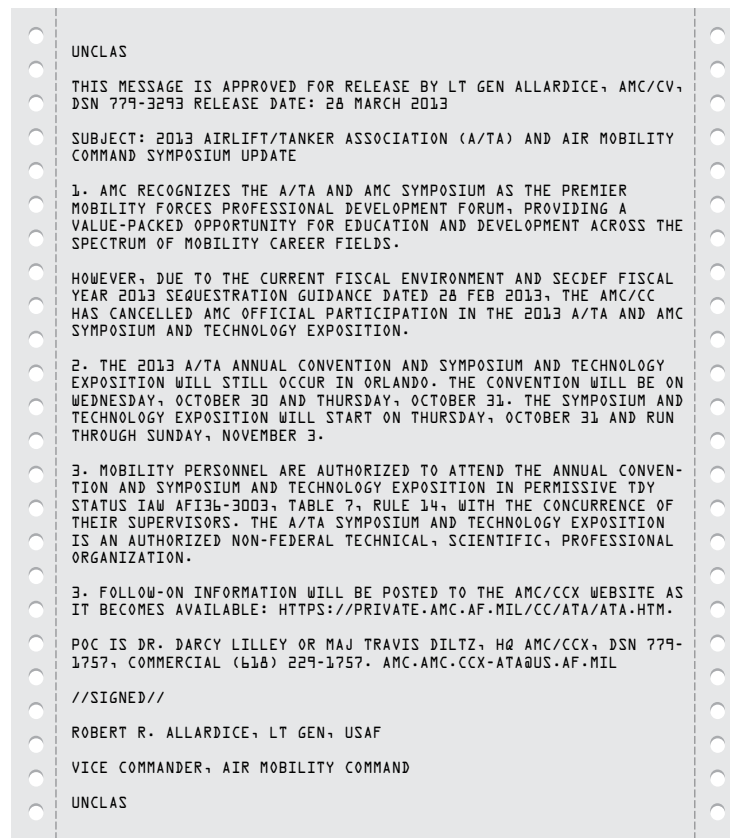 UNCLAS
THIS MESSAGE IS APPROVED FOR RELEASE BY LT GEN ALLARDICE, AMC/CV,
DSN 779-3293 RELEASE DATE: 28 MARCH 2013
SUBJECT: 2013 AIRLIFT/TANKER ASSOCIATION (A/TA) AND AIR MOBILITY
COMMAND SYMPOSIUM UPDATE
1. AMC RECOGNIZES THE A/TA AND AMC SYMPOSIUM AS THE PREMIER
MOBILITY FORCES PROFESSIONAL DEVELOPMENT FORUM, PROVIDING A
VALUE-PACKED OPPORTUNITY FOR EDUCATION AND DEVELOPMENT ACROSS THE
SPECTRUM OF MOBILITY CAREER FIELDS.
HOWEVER, DUE TO THE CURRENT FISCAL ENVIRONMENT AND SECDEF FISCAL
YEAR 2013 SEQUESTRATION GUIDANCE DATED 28 FEB 2013, THE AMC/CC
HAS CANCELLED AMC OFFICIAL PARTICIPATION IN THE 2013 A/TA AND AMC
SYMPOSIUM AND TECHNOLOGY EXPOSITION.
2. THE 2013 A/TA ANNUAL CONVENTION AND SYMPOSIUM AND TECHNOLOGY
EXPOSITION WILL STILL OCCUR IN ORLANDO. THE CONVENTION WILL BE ON
WEDNESDAY, OCTOBER 30 AND THURSDAY, OCTOBER 31. THE SYMPOSIUM AND
TECHNOLOGY EXPOSITION WILL START ON THURSDAY, OCTOBER 31 AND RUN
THROUGH SUNDAY, NOVEMBER 3.
3. MOBILITY PERSONNEL ARE AUTHORIZED TO ATTEND THE ANNUAL CONVEN-
TION AND SYMPOSIUM AND TECHNOLOGY EXPOSITION IN PERMISSIVE TDY
STATUS IAW AFI36-3003, TABLE 7, RULE 14, WITH THE CONCURRENCE OF
THEIR SUPERVISORS. THE A/TA SYMPOSIUM AND TECHNOLOGY EXPOSITION
IS AN AUTHORIZED NON-FEDERAL TECHNICAL, SCIENTIFIC, PROFESSIONAL
ORGANIZATION.
3. FOLLOW-ON INFORMATION WILL BE POSTED TO THE AMC/CCX WEBSITE AS
IT BECOMES AVAILABLE: HTTPS://PRIVATE.AMC.AF.MIL/CC/ATA/ATA.HTM.
POC IS DR. DARCY LILLEY OR MAJ TRAVIS DILTZ, HQ AMC/CCX, DSN 779-
1757, COMMERCIAL (618) 229-1757. AMC.AMC.CCX-ATA@US.AF.MIL
//SIGNED//
ROBERT R. ALLARDICE, LT GEN, USAF
VICE COMMANDER, AIR MOBILITY COMMAND
UNCLAS